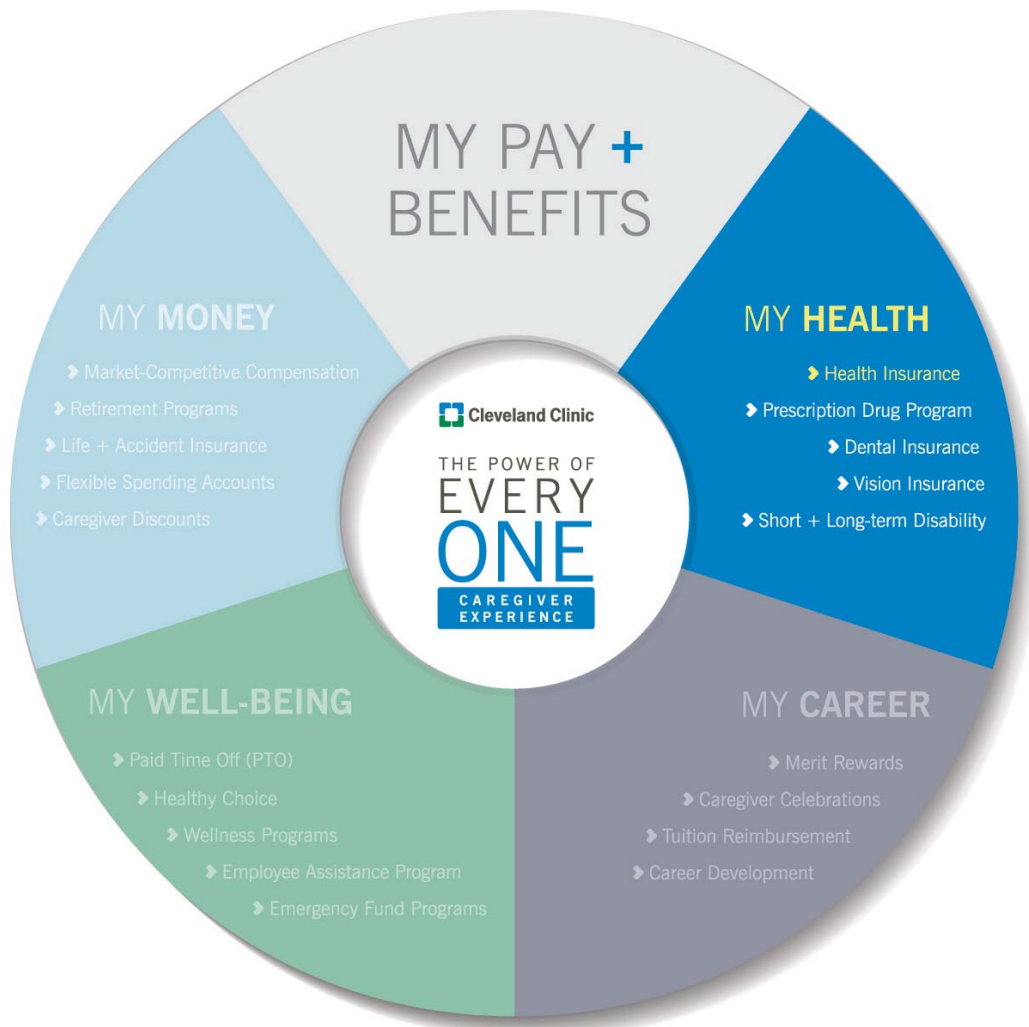 MY PAY +
BENEFITS
MY MONEY
❯ Market-Competitive Compensation
❯ Retirement Programs
❯ Life + Accident Insurance
❯ Flexible Spending Accounts
❯ Caregiver Discounts
MY HEALTH
❯ Health Insurance
❯ Prescription Drug Program
❯ Dental Insurance
❯ Vision Insurance
❯ Short + Long-term Disability
Cleveland Clinic
THE POWER OF
EVERY
ONE
CAREGIVER
EXPERIENCE
MY WELL-BEING
❯ Paid Time Off (PTO)
❯ Healthy Choice
❯ Wellness Programs
❯ Employee Assistance Program
❯ Emergency Fund Programs
MY CAREER
❯ Merit Rewards
❯ Caregiver Celebrations
❯ Tuition Reimbursement
❯ Career Development